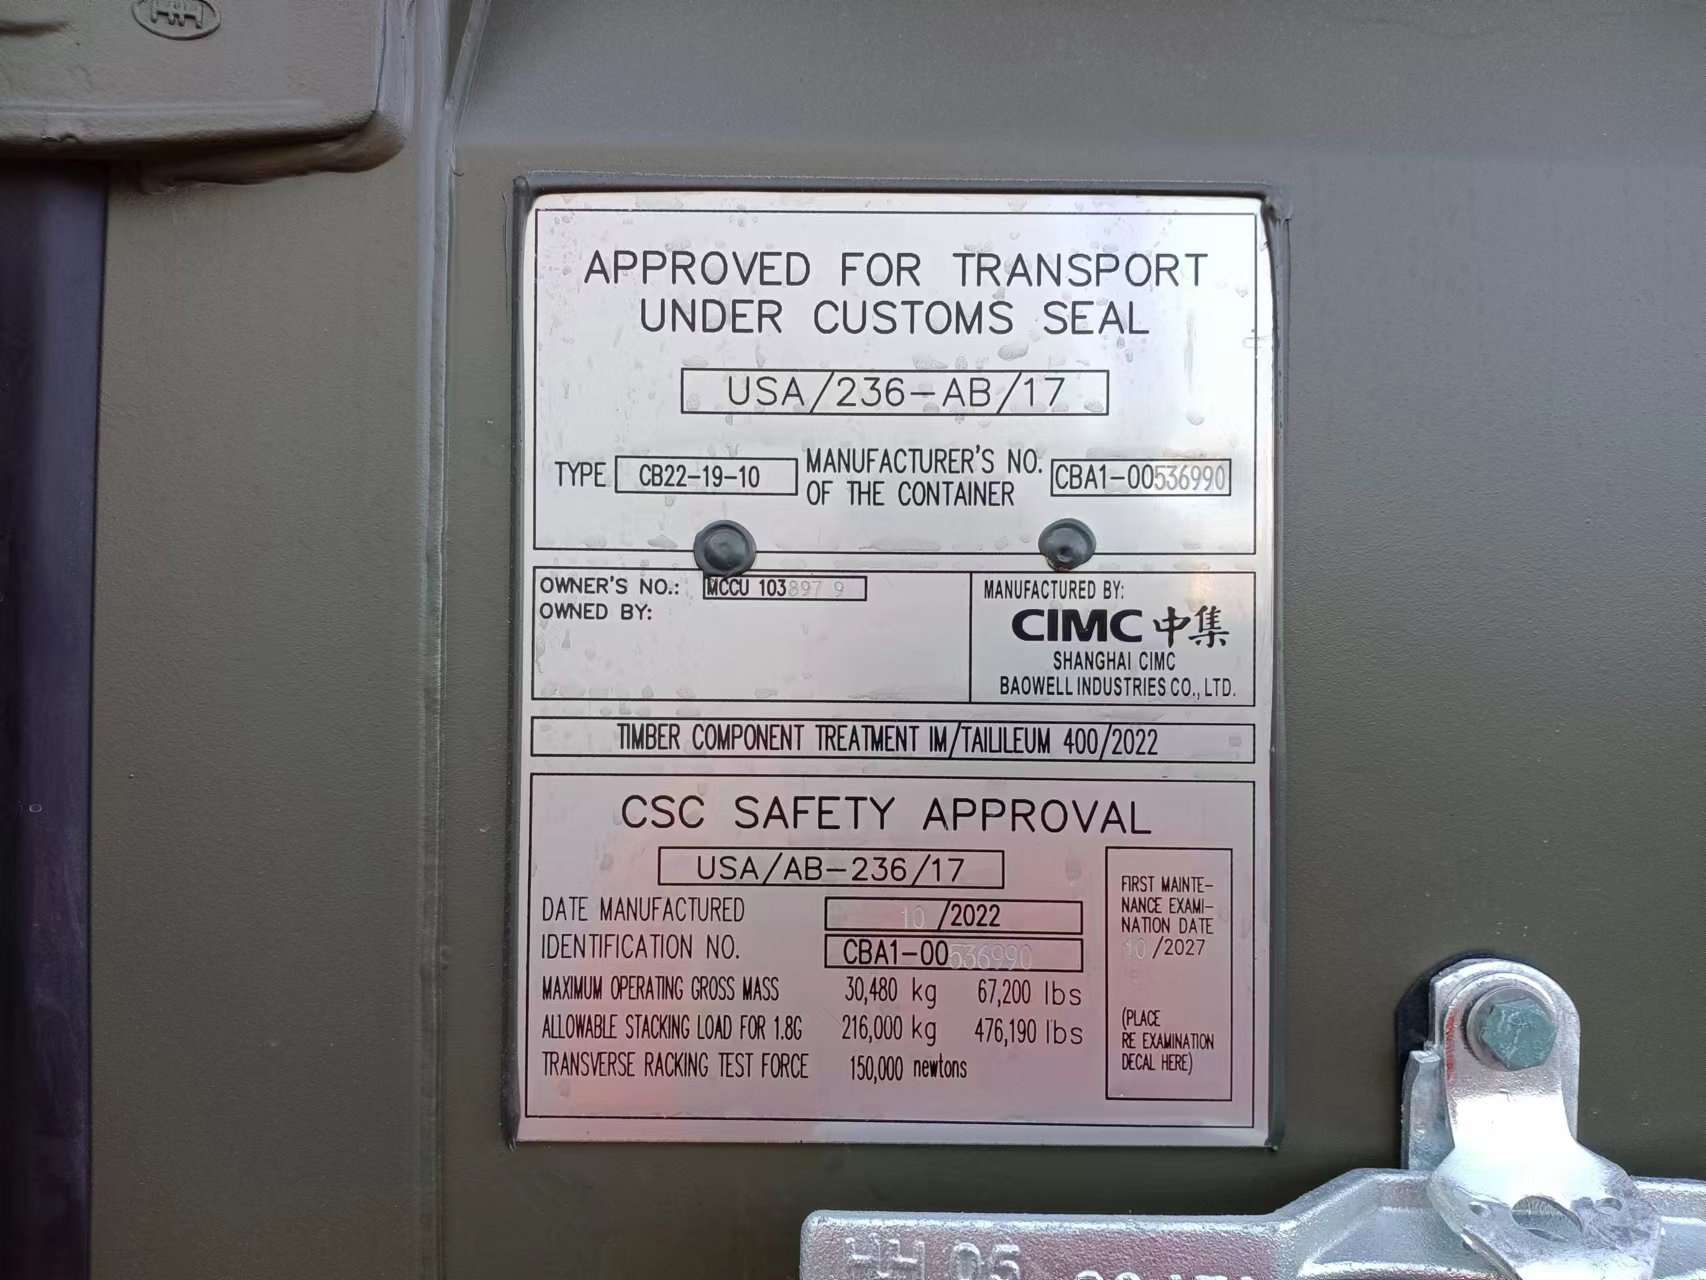 HH
APPROVED FOR TRANSPORT
UNDER CUSTOMS SEAL
USA/236-AB/17
TYPE CB22-19-10 MANUFACTURER'S NO.
OF THE CONTAINER CBA1-00536990
OWNER'S NO.: MCCU 103897 9
OWNED BY:
MANUFACTURED BY:
CIMC 中集
SHANGHAI CIMC
BAOWELL INDUSTRIES CO., LTD.
TIMBER COMPONENT TREATMENT IM/TAILILEUM 400/2022
CSC SAFETY APPROVAL
USA/AB-236/17
DATE MANUFACTURED 10 /2022
IDENTIFICATION NO. CBA1-00536990
MAXIMUM OPERATING GROSS MASS 30,480 kg 67,200 lbs
ALLOWABLE STACKING LOAD FOR 1.8G 216,000 kg 476,190 lbs
TRANSVERSE RACKING TEST FORCE 150,000 newtons
FIRST MAINTE-
NANCE EXAMI-
NATION DATE
10 /2027
(PLACE
RE EXAMINATION
DECAL HERE)
HH 05